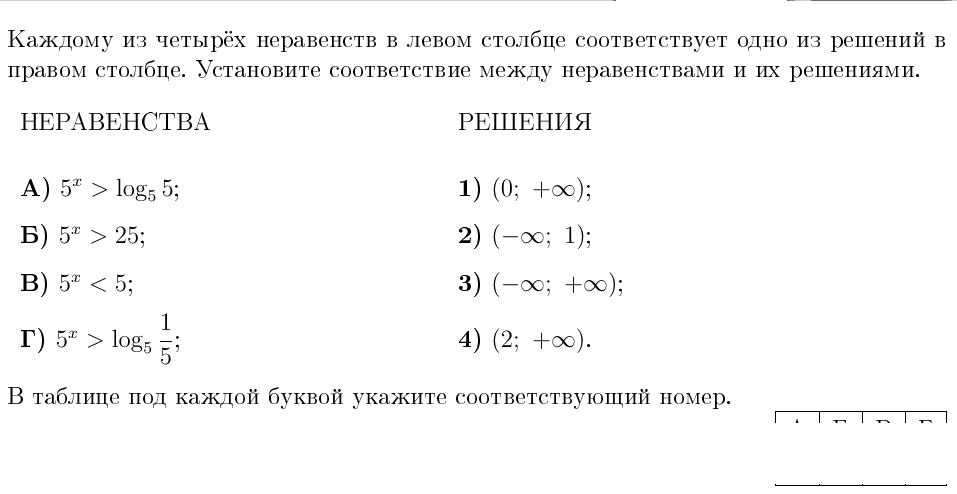 Каждому из четырёх неравенств в левом столбце соответствует одно из решений в
правом столбце. Установите соответствие между неравенствами и их решениями.
НЕРАВЕНСТВА РЕШЕНИЯ
А) 5^x > log_5 5; 1) (0; +∞);
Б) 5^x > 25; 2) (−∞; 1);
В) 5^x < 5; 3) (−∞; +∞);
Г) 5^x > log_5 1/5; 4) (2; +∞).
В таблице под каждой буквой укажите соответствующий номер.